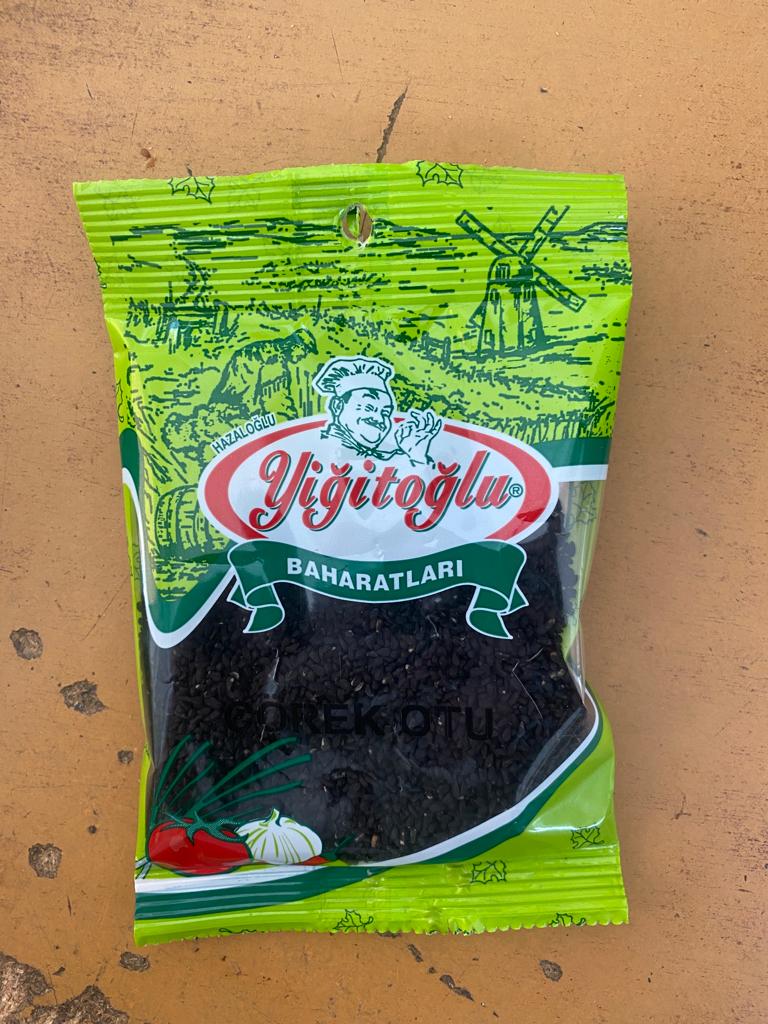 HAZALOĞLU
Yiğitoğlu®
BAHARATLARI
ÇÖREK OTU